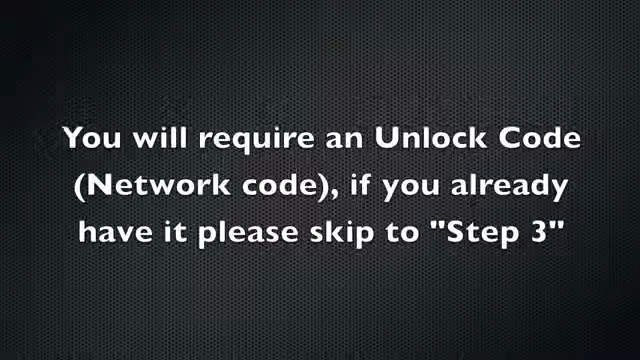 You will require an Unlock Code
(Network code), if you already
have it please skip to "Step 3"